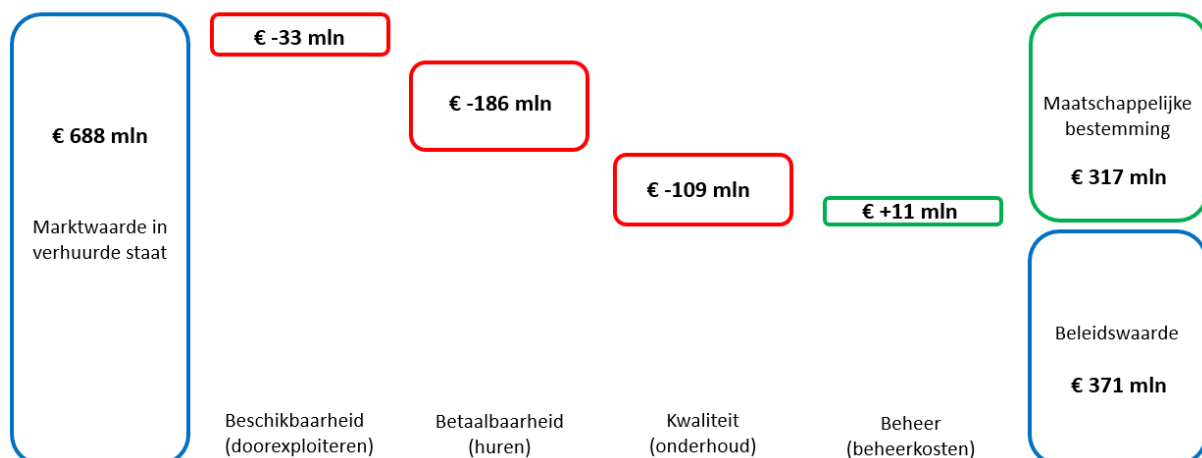 € 688 mln
Marktwaarde in
verhuurde staat
€ -33 mln
Beschikbaarheid
(doorexploiteren)
€ -186 mln
Betaalbaarheid
(huren)
€ -109 mln
Kwaliteit
(onderhoud)
€ +11 mln
Beheer
(beheerkosten)
Maatschappelijke
bestemming
€ 317 mln
Beleidswaarde
€ 371 mln